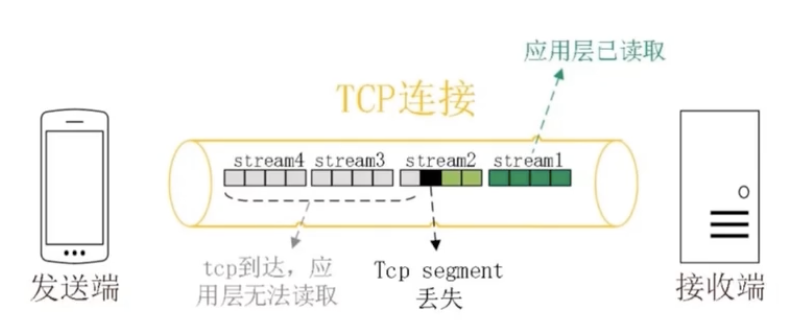 应用层已读取
TCP连接
stream4 stream3 stream2 stream1
tcp到达，应
用层无法读取
Tcp segment
丢失
发送端
接收端